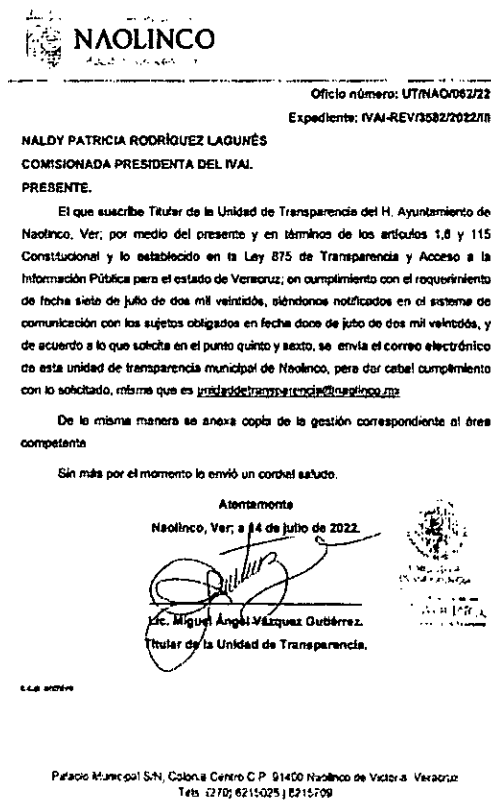 NAOLINCO
Oficio número: UT/NAO/062/22
Expediente: IVAI-REV/3582/2022/III
NALDY PATRICIA RODRÍGUEZ LAGUNÉS
COMISIONADA PRESIDENTA DEL IVAI.
PRESENTE.
El que suscribe Titular de la Unidad de Transparencia del H. Ayuntamiento de
Naolinco, Ver; por medio del presente y en términos de los artículos 1,6 y 115
Constitucional y lo establecido en la Ley 875 de Transparencia y Acceso a la
Información Pública para el estado de Veracruz; en cumplimiento con el requerimiento
de fecha siete de julio de dos mil veintidós, siéndonos notificados en el sistema de
comunicación con los sujetos obligados en fecha doce de julio de dos mil veintidós, y
de acuerdo a lo que solicita en el punto quinto y sexto, se envía el correo electrónico
de esta unidad de transparencia municipal de Naolinco, para dar cabal cumplimiento
con lo solicitado, misma que es unidaddetransparencia@naolinco.mx
De la misma manera se anexa copia de la gestión correspondiente al área
competente
Sin más por el momento le envió un cordial saludo.
Atentamente
Naolinco, Ver; a 14 de julio de 2022.
Lic. Miguel Ángel Vázquez Gutiérrez.
Titular de la Unidad de Transparencia.
c.c.p. archivo
Palacio Municipal S/N, Colonia Centro C.P. 91400 Naolinco de Victoria Veracruz
Tels. (279) 8215025 | 8215709